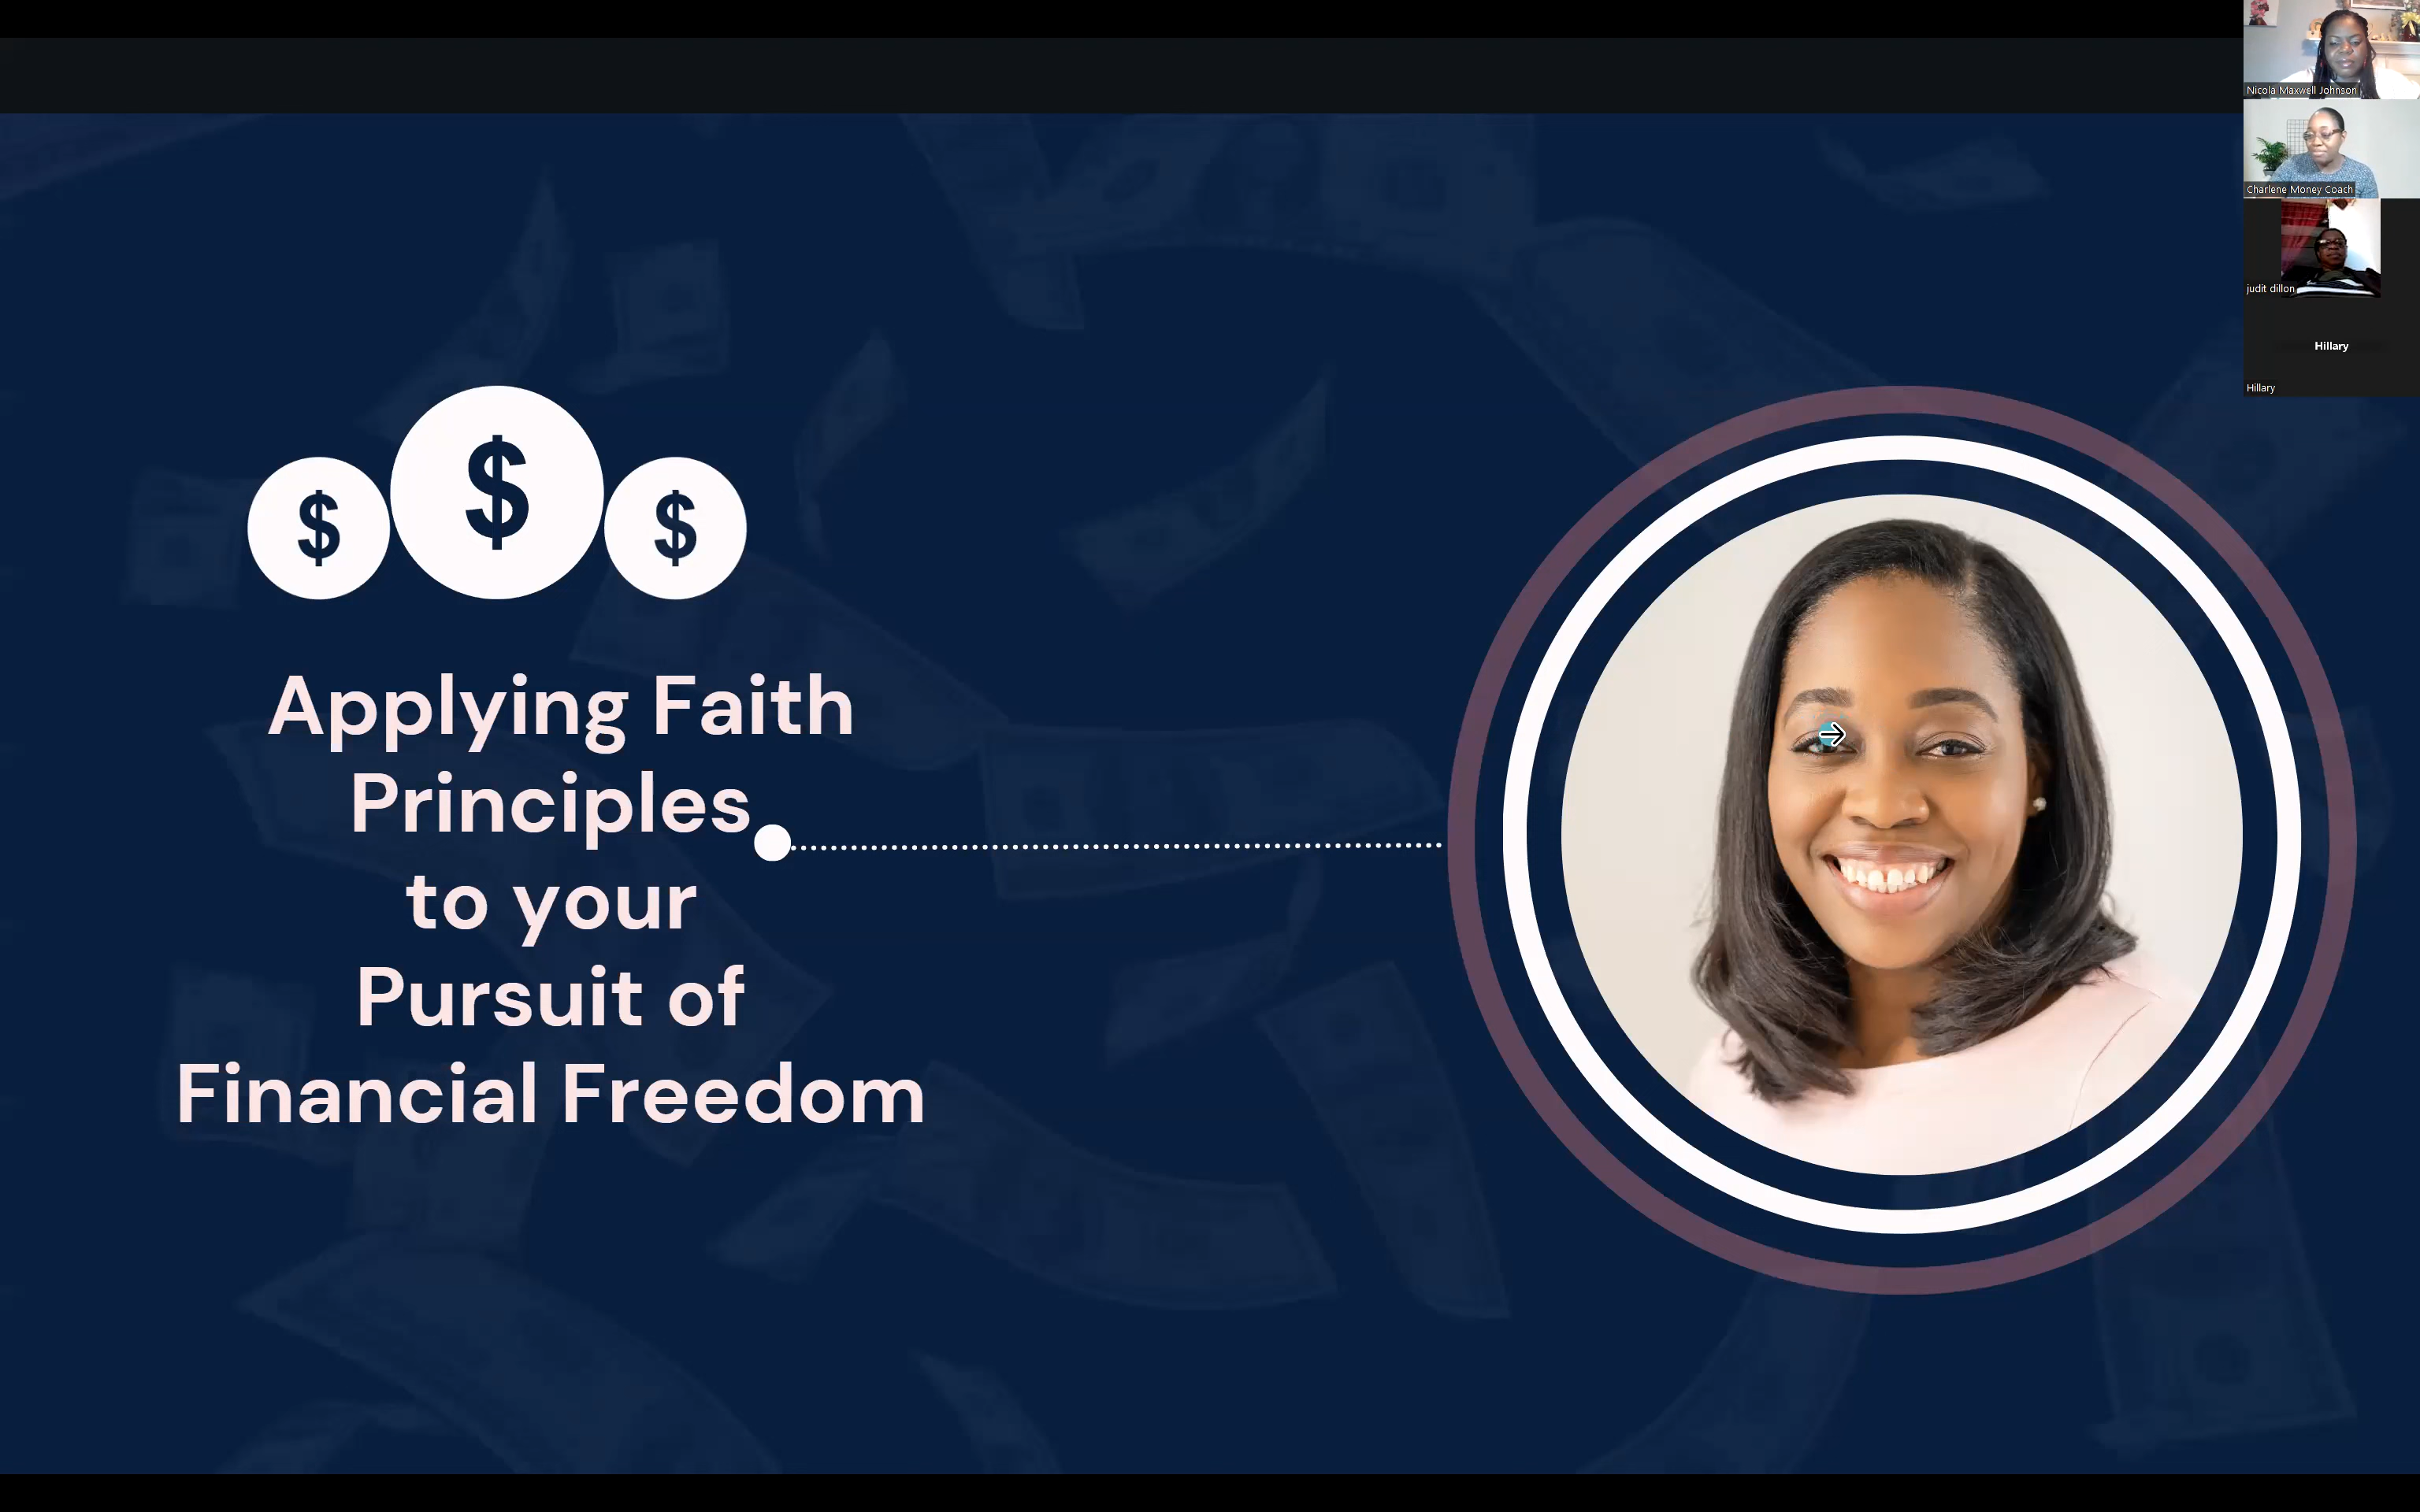 Nicola Maxwell Johnson
Charlene Money Coach
judit dillon
Hillary
Hillary
$ $ $
Applying Faith
Principles
to your
Pursuit of
Financial Freedom